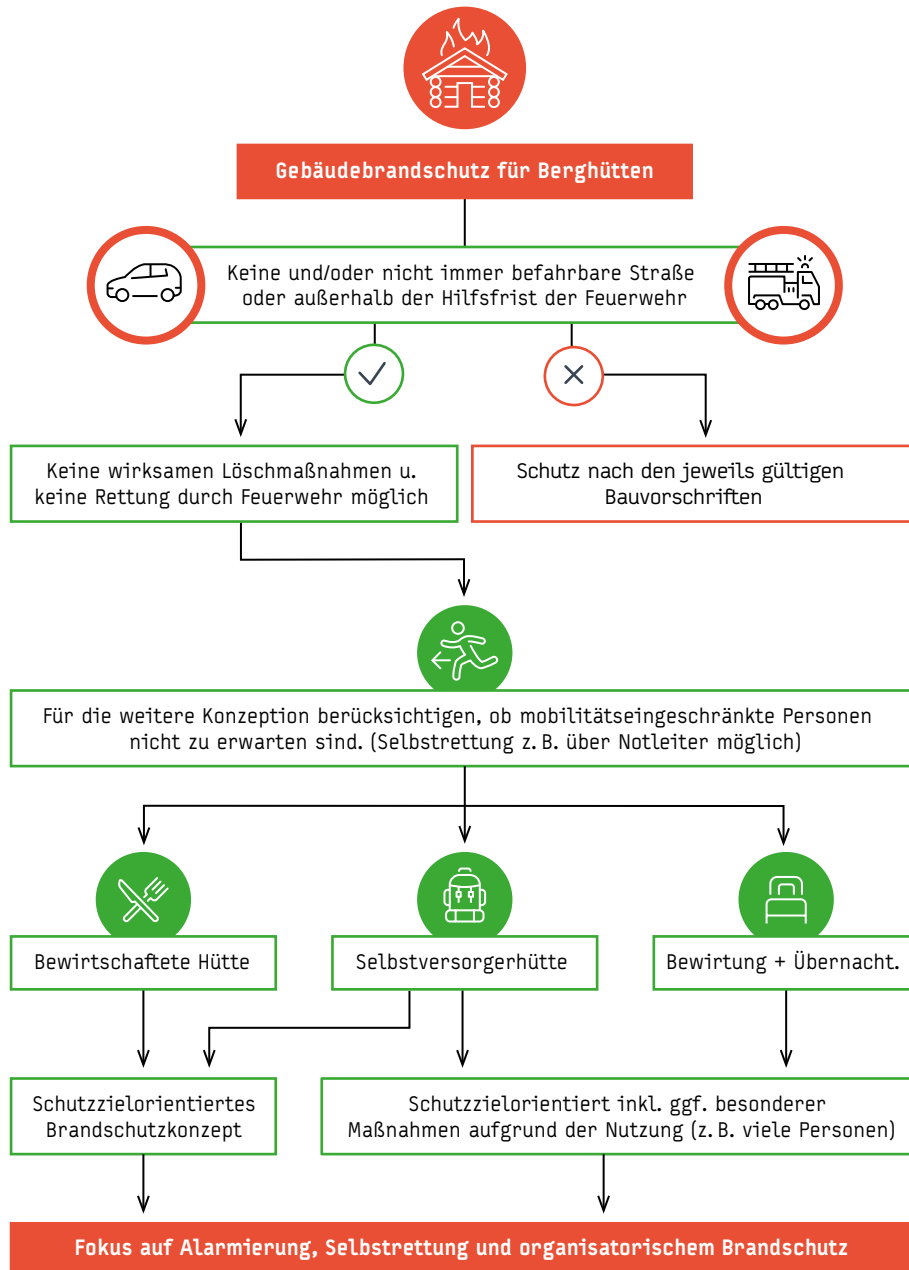 Gebäudebrandschutz für Berghütten
Keine und/oder nicht immer befahrbare Straße
oder außerhalb der Hilfsfrist der Feuerwehr
Keine wirksamen Löschmaßnahmen u.
keine Rettung durch Feuerwehr möglich
Schutz nach den jeweils gültigen
Bauvorschriften
Für die weitere Konzeption berücksichtigen, ob mobilitätseingeschränkte Personen
nicht zu erwarten sind. (Selbstrettung z. B. über Notleiter möglich)
Bewirtschaftete Hütte
Selbstversorgerhütte
Bewirtung + Übernacht.
Schutzzielorientiertes
Brandschutzkonzept
Schutzzielorientiert inkl. ggf. besonderer
Maßnahmen aufgrund der Nutzung (z. B. viele Personen)
Fokus auf Alarmierung, Selbstrettung und organisatorischem Brandschutz